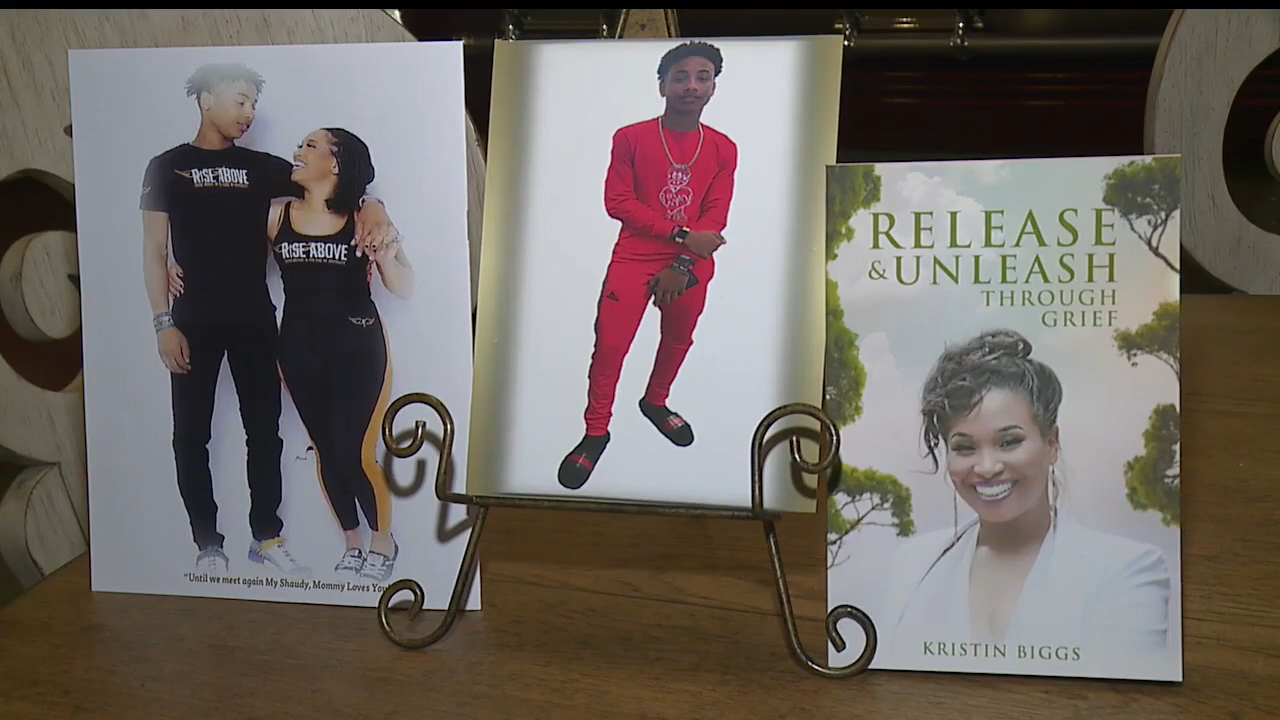 RISE ABOVE
RISE ABOVE
"Until we meet again My Shaudy, Mommy Loves You
RELEASE
& UNLEASH
THROUGH
GRIEF
KRISTIN BIGGS